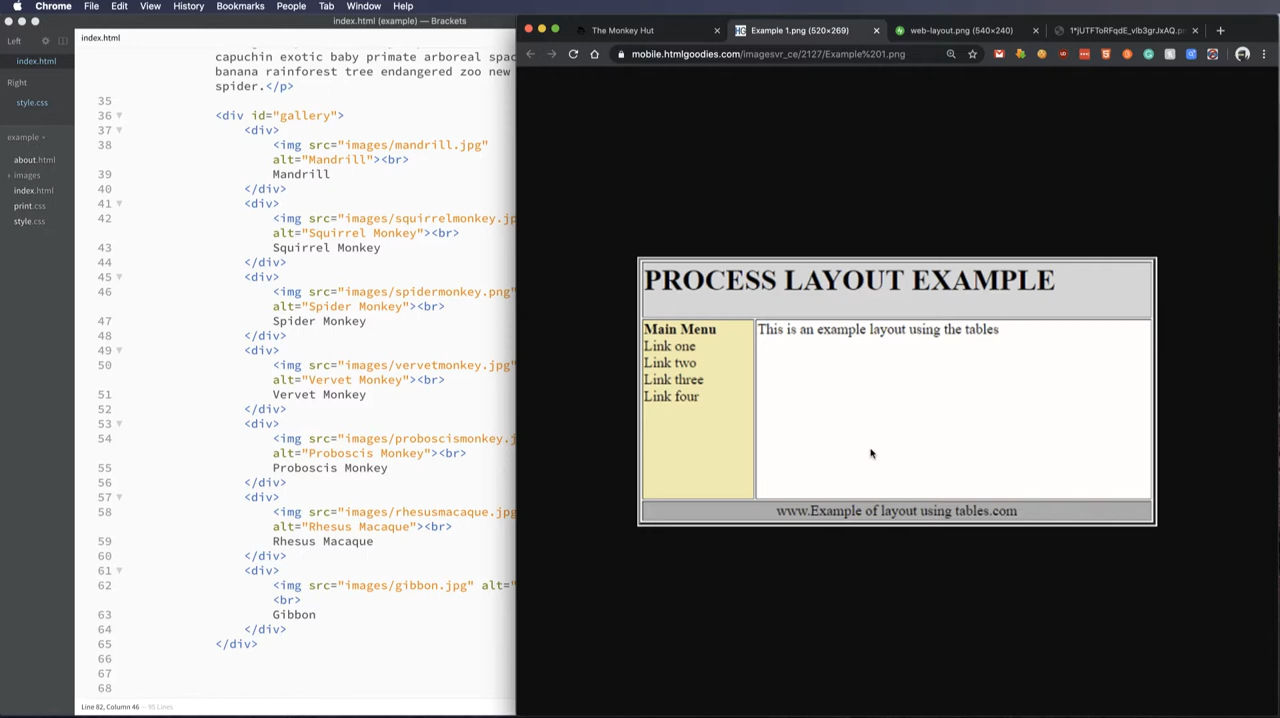 Chrome File Edit View History Bookmarks People Tab Window Help
index.html (example) — Brackets
Left
index.html
Right
style.css
example
about.html
images
index.html
print.css
style.css
index.html
capuchin exotic baby primate arboreal spac
banana rainforest tree endangered zoo new
spider.</p>
35
36 <div id="gallery">
37 <div>
38 <img src="images/mandrill.jpg"
alt="Mandrill"><br>
39 Mandrill
40 </div>
41 <div>
42 <img src="images/squirrelmonkey.jp
alt="Squirrel Monkey"><br>
43 Squirrel Monkey
44 </div>
45 <div>
46 <img src="images/spidermonkey.png"
alt="Spider Monkey"><br>
47 Spider Monkey
48 </div>
49 <div>
50 <img src="images/vervetmonkey.jpg"
alt="Vervet Monkey"><br>
51 Vervet Monkey
52 </div>
53 <div>
54 <img src="images/proboscismonkey.j
alt="Proboscis Monkey"><br>
55 Proboscis Monkey
56 </div>
57 <div>
58 <img src="images/rhesusmacaque.jpg
alt="Rhesus Macaque"><br>
59 Rhesus Macaque
60 </div>
61 <div>
62 <img src="images/gibbon.jpg" alt="
<br>
63 Gibbon
64 </div>
65 </div>
66
67
68
Line 82, Column 46 — 95 Lines
The Monkey Hut
Example 1.png (520×269)
web-layout.png (540×240)
1*jUTFToRFqdE_vlb3grJxAQ.pn
mobile.htmlgoodies.com/imagesvr_ce/2127/Example%201.png
PROCESS LAYOUT EXAMPLE
Main Menu
Link one
Link two
Link three
Link four
This is an example layout using the tables
www.Example of layout using tables.com